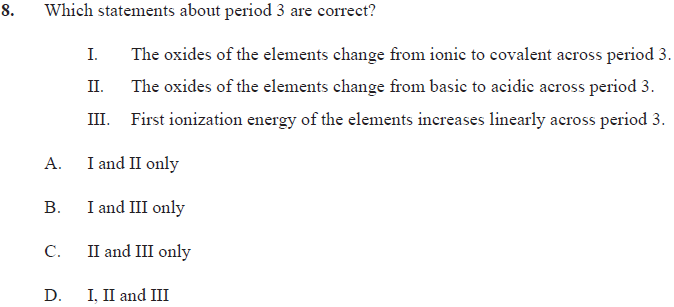 8. Which statements about period 3 are correct?
I. The oxides of the elements change from ionic to covalent across period 3.
II. The oxides of the elements change from basic to acidic across period 3.
III. First ionization energy of the elements increases linearly across period 3.
A. I and II only
B. I and III only
C. II and III only
D. I, II and III